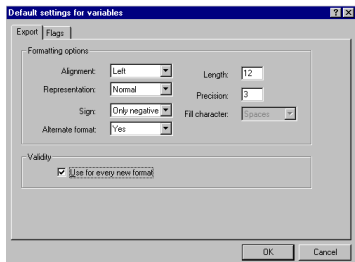 Default settings for variables
Export Flags
Formatting options
Alignment: Left Length: 12
Representation: Normal Precision: 3
Sign: Only negative Fill character: Spaces
Alternate format: Yes
Validity
Use for every new format
OK Cancel